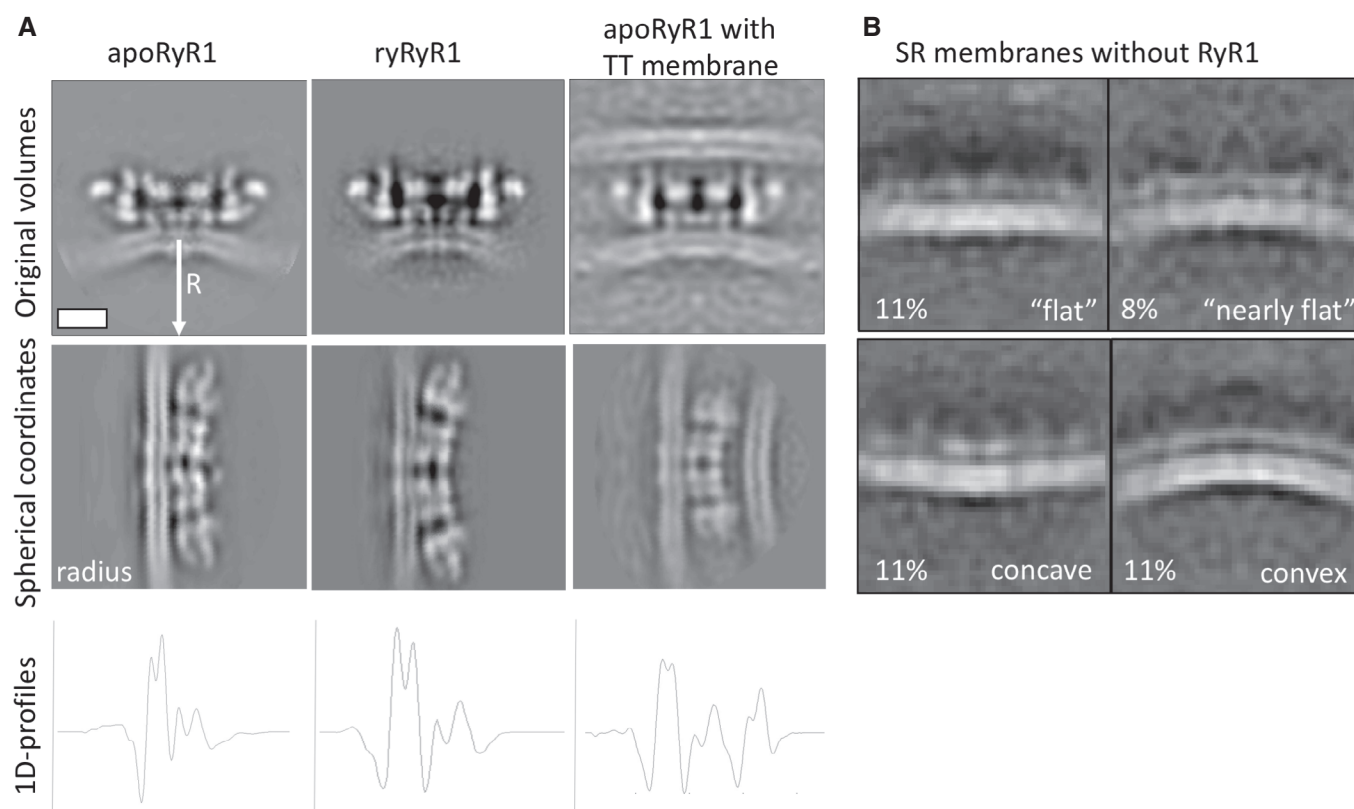 A
apoRyR1
ryRyR1
apoRyR1 with
TT membrane
Original volumes
R
Spherical coordinates
radius
1D-profiles
B
SR membranes without RyR1
11%
“flat”
8%
“nearly flat”
11%
concave
11%
convex